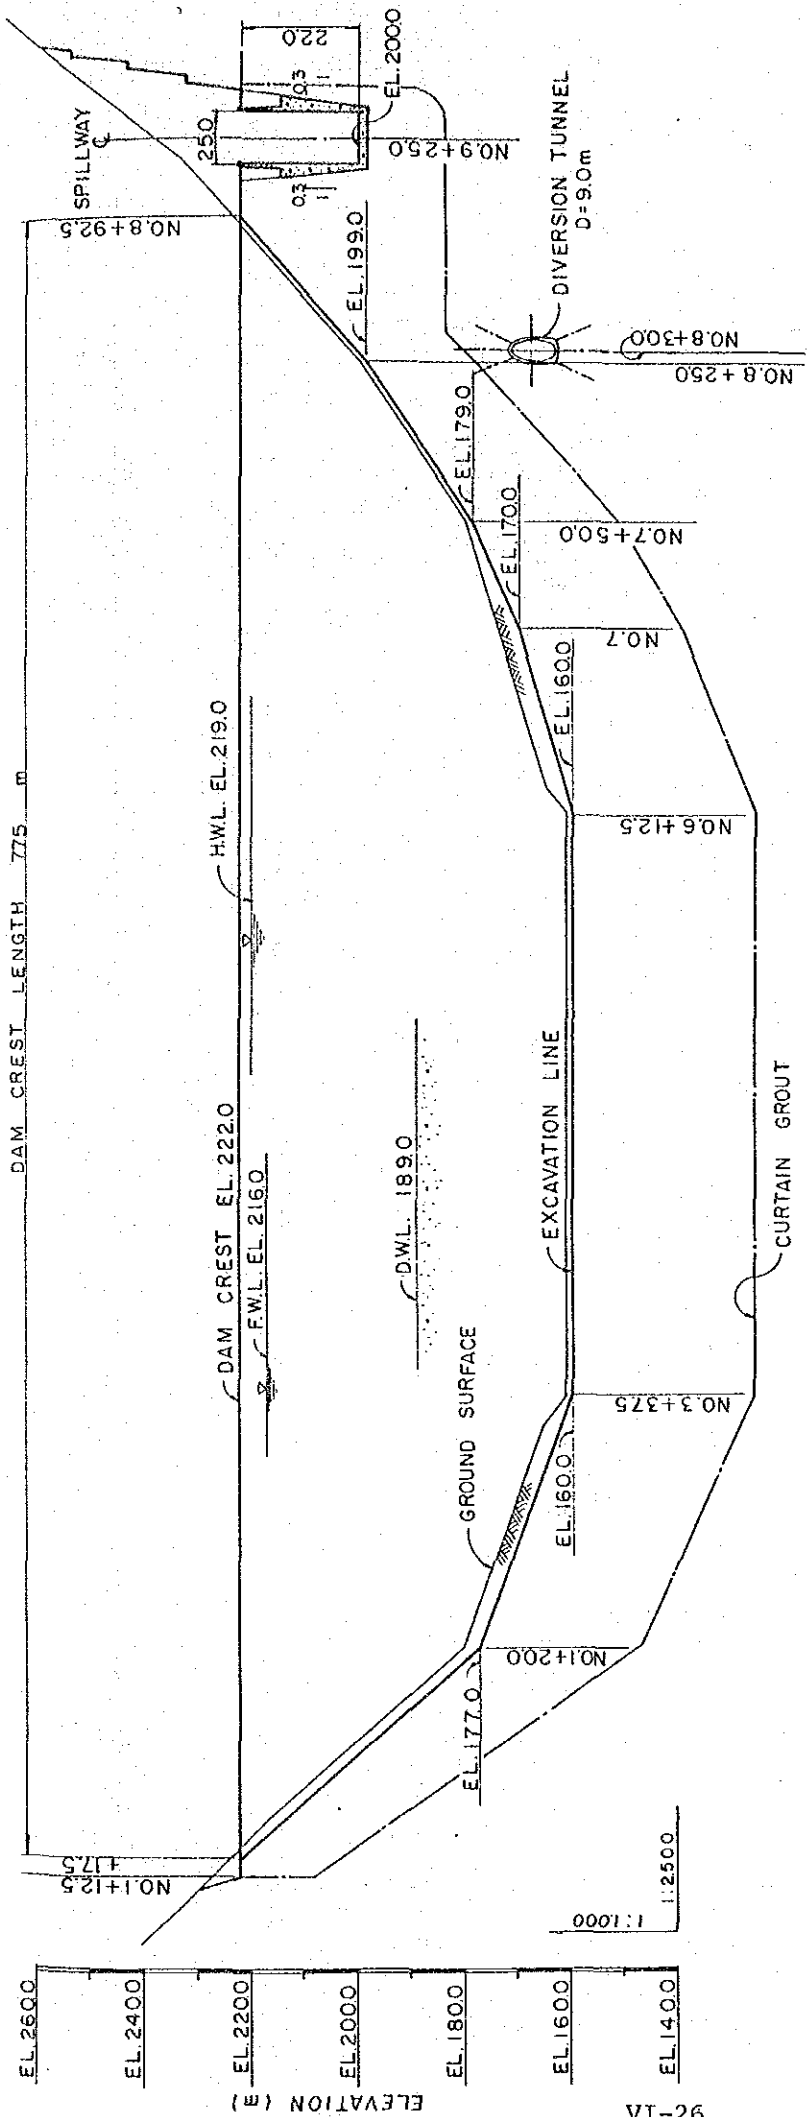 DAM CREST LENGTH 775 m
NO.1+12.5
+17.5
NO.8+92.5
SPILLWAY
℄
25.0
22.0
0.3
1
0.3
1
EL.200.0
NO.9+25.0
EL.260.0
EL.240.0
EL.220.0
EL.200.0
EL.180.0
EL.160.0
EL.140.0
ELEVATION (m)
DAM CREST EL. 222.0
F.W.L. EL. 216.0
H.W.L. EL. 219.0
D.W.L. 189.0
EL.199.0
EL.179.0
EL.170.0
EL.160.0
EL.177.0
EL.160.0
GROUND SURFACE
EXCAVATION LINE
CURTAIN GROUT
NO.1+20.0
NO.3+37.5
NO.6+12.5
NO.7
NO.7+50.0
NO.8+25.0
NO.8+30.0
DIVERSION TUNNEL
D=9.0m
1:1,000
1:2,500
VI-26